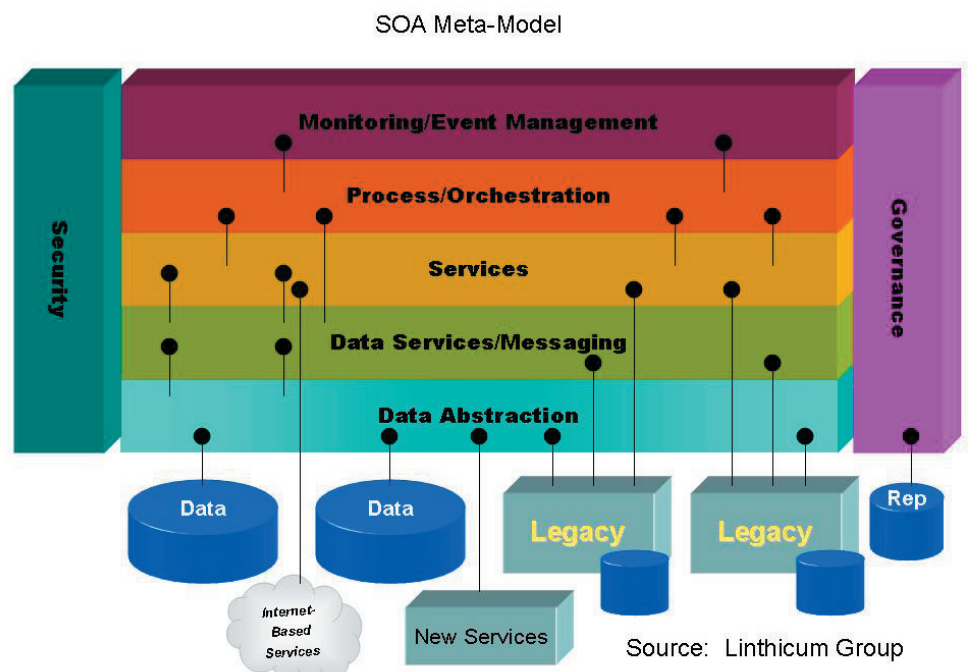 SOA Meta-Model
Monitoring/Event Management
Process/Orchestration
Services
Data Services/Messaging
Data Abstraction
Security
Governance
Data
Data
Legacy
Legacy
Rep
Internet-
Based
Services
New Services
Source: Linthicum Group